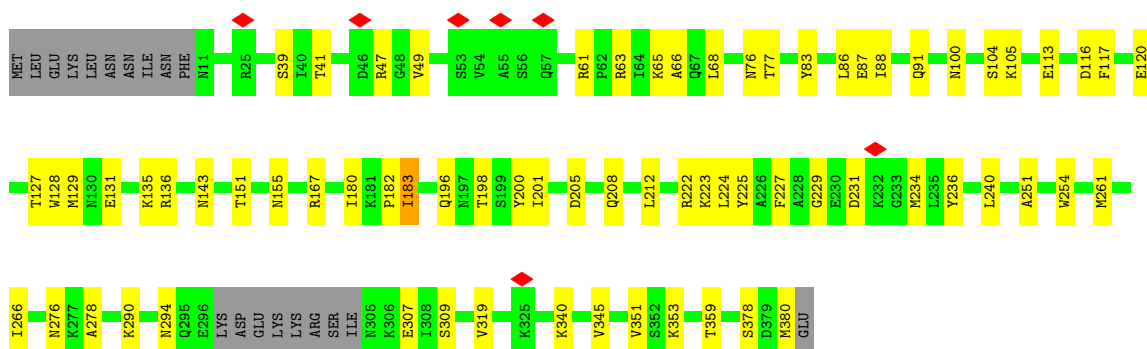 MET LEU GLU LYS LEU ASN ASN ILE ASN PHE N11 R25 S39 I40 T41 D46 R47 G48 V49 S53 V54 A55 S56 Q57 R61 P62 R63 I64 K65 A66 Q67 L68 N76 T77 Y83 L86 E87 I88 Q91 N100 S104 K105 E113 D116 F117 E120
T127 W128 M129 N130 E131 K135 R136 N143 T151 N155 R167 I180 K181 P182 I183 Q196 N197 T198 S199 Y200 I201 D205 Q208 L212 R222 K223 L224 Y225 A226 F227 A228 G229 E230 D231 K232 G233 M234 L235 Y236 L240 A251 W254 M261
I266 N276 K277 A278 K290 N294 Q295 E296 LYS ASP GLU LYS LYS ARG SER ILE N305 K306 E307 I308 S309 V319 K325 K340 V345 V351 S352 K353 T359 S378 D379 M380 GLU